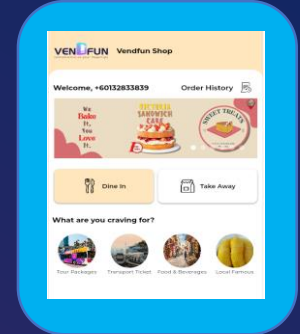 VENDFUN Vendfun Shop
Welcome, +60132833839 Order History
We
Bake
It,
You
Love
It.
VICTORIA
SANDWICH
CAKE
SWEET TREATS
Dine In Take Away
What are you craving for?
Tour Packages Transport Ticket Food & Beverages Local Famous